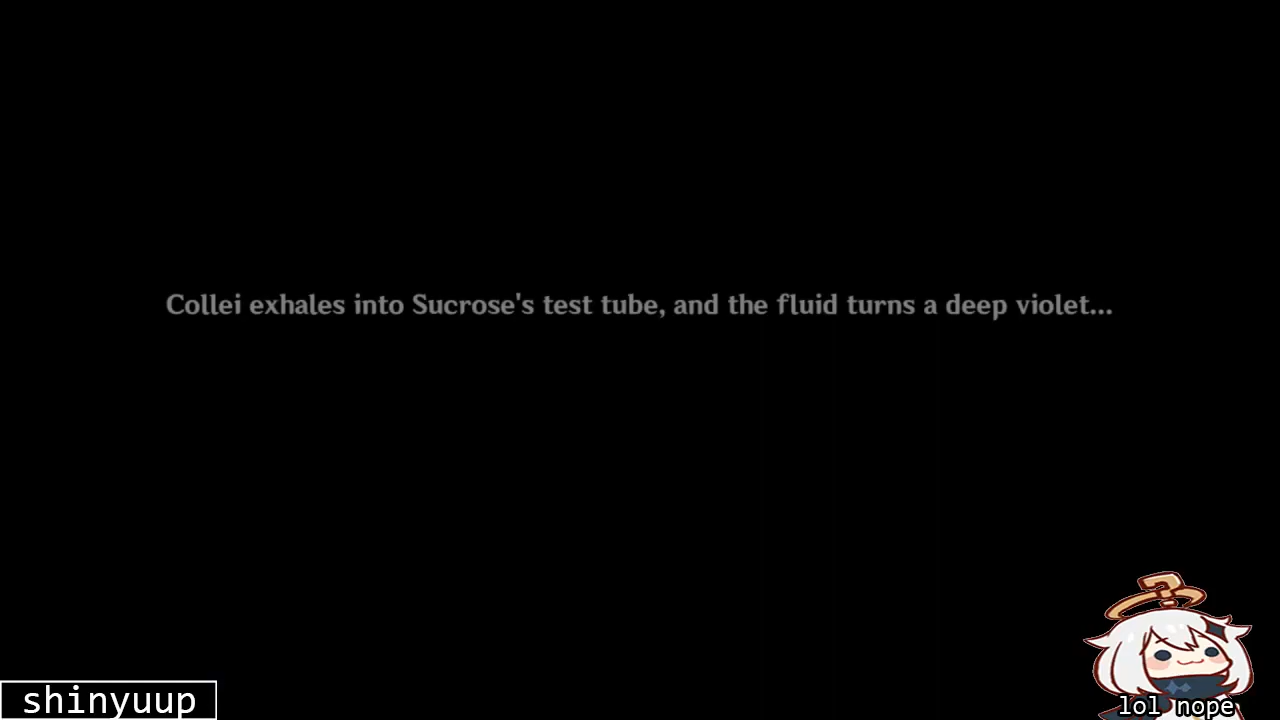 Collei exhales into Sucrose's test tube, and the fluid turns a deep violet...
shinyuup
lol nope